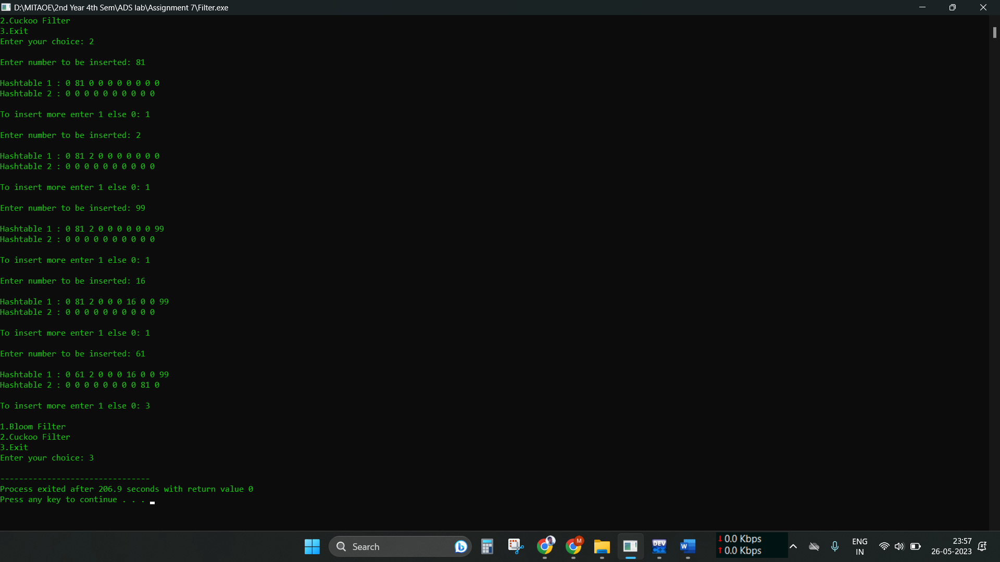 D:\MITAOE\2nd Year 4th Sem\ADS lab\Assignment 7\Filter.exe
2.Cuckoo Filter
3.Exit
Enter your choice: 2
Enter number to be inserted: 81
Hashtable 1 : 0 81 0 0 0 0 0 0 0 0
Hashtable 2 : 0 0 0 0 0 0 0 0 0 0
To insert more enter 1 else 0: 1
Enter number to be inserted: 2
Hashtable 1 : 0 81 2 0 0 0 0 0 0 0
Hashtable 2 : 0 0 0 0 0 0 0 0 0 0
To insert more enter 1 else 0: 1
Enter number to be inserted: 99
Hashtable 1 : 0 81 2 0 0 0 0 0 0 99
Hashtable 2 : 0 0 0 0 0 0 0 0 0 0
To insert more enter 1 else 0: 1
Enter number to be inserted: 16
Hashtable 1 : 0 81 2 0 0 0 16 0 0 99
Hashtable 2 : 0 0 0 0 0 0 0 0 0 0
To insert more enter 1 else 0: 1
Enter number to be inserted: 61
Hashtable 1 : 0 61 2 0 0 0 16 0 0 99
Hashtable 2 : 0 0 0 0 0 0 0 0 81 0
To insert more enter 1 else 0: 3
1.Bloom Filter
2.Cuckoo Filter
3.Exit
Enter your choice: 3
--------------------------------
Process exited after 206.9 seconds with return value 0
Press any key to continue . . .
Search
M
DEV
C++
W
0.0 Kbps
0.0 Kbps
ENG
IN
23:57
26-05-2023